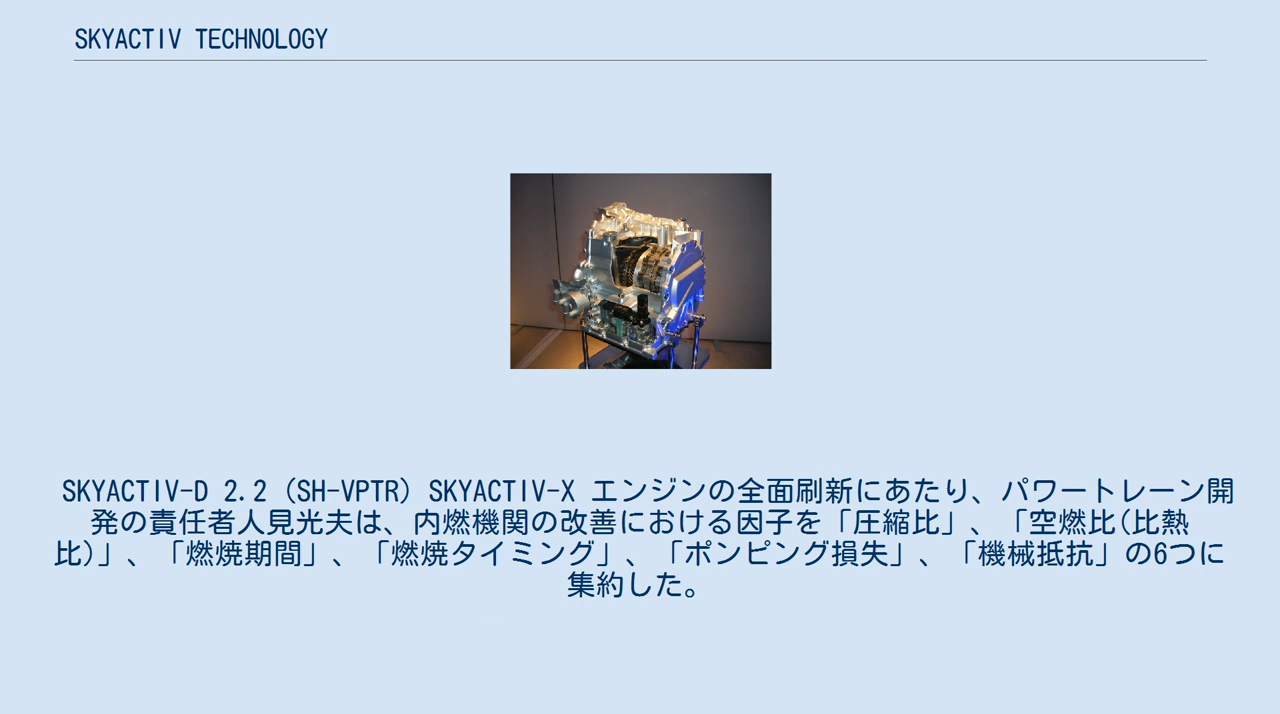 SKYACTIV TECHNOLOGY
SKYACTIV-D 2.2 (SH-VPTR) SKYACTIV-X エンジンの全面刷新にあたり、パワートレーン開
発の責任者人見光夫は、内燃機関の改善における因子を「圧縮比」、「空燃比(比熱
比)」、「燃焼期間」、「燃焼タイミング」、「ポンピング損失」、「機械抵抗」の6つに
集約した。